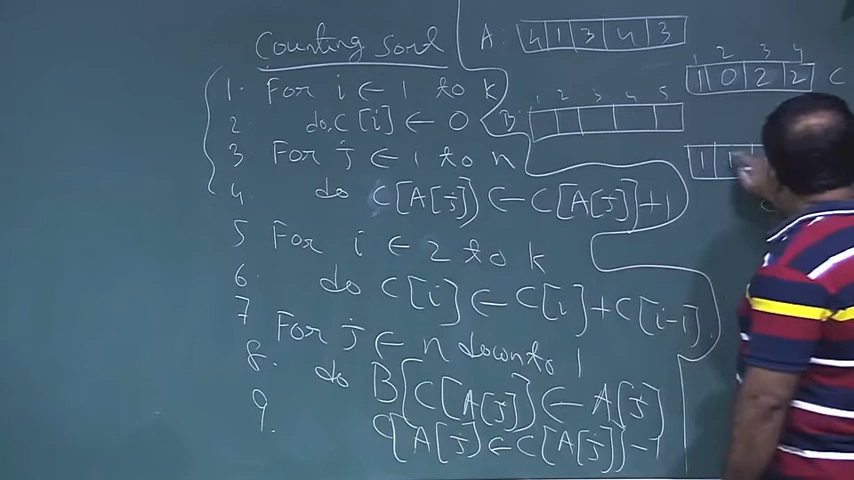 Counting Sord
1. For i ← 1 to k
2 do C[i] ← 0
3 For j ← 1 to n
4 do C[A[j]] ← C[A[j]]+1
5 For i ← 2 to k
6. do C[i] ← C[i]+C[i-1].
7 For j ← n downto 1
8. do B[C[A[j]] ← A[j]
9. C[A[j] ← C[A[j]]-1
A: 4 1 3 4 3
1 2 3 4
1 0 2 2 C
1 2 3 4 5
B:
1 1